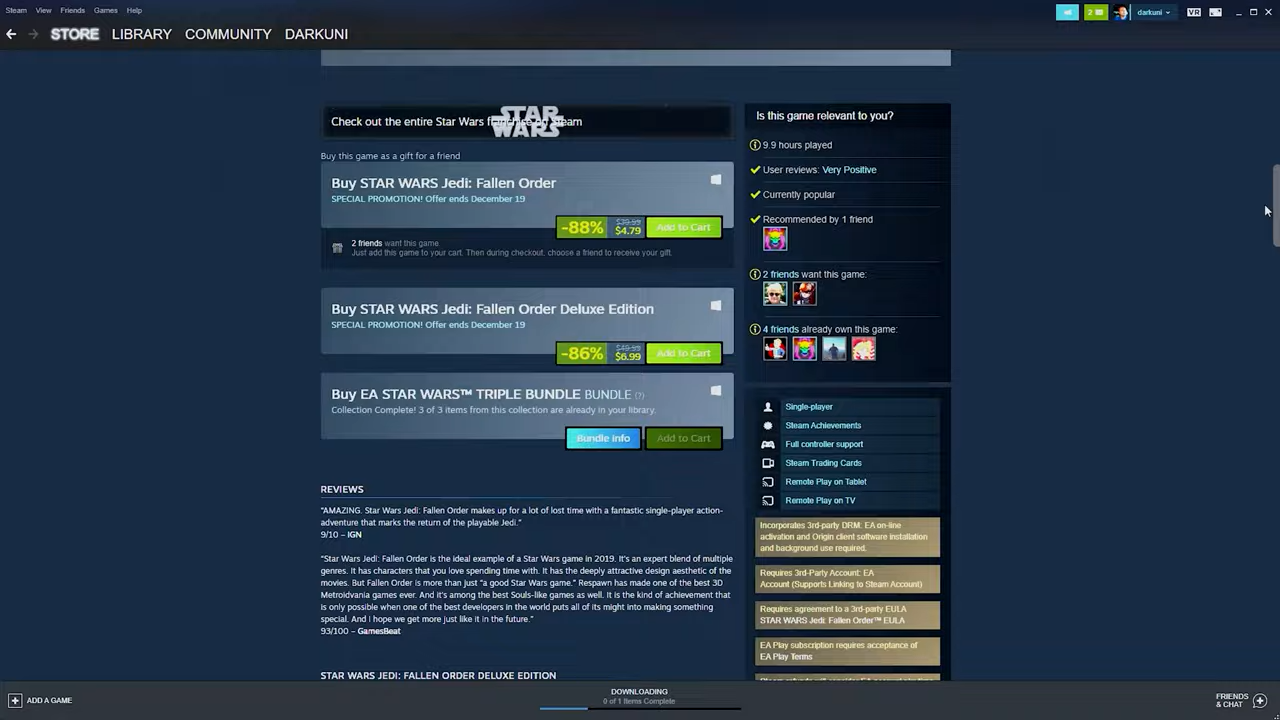 Steam View Friends Games Help
2
darkuni
VR
STORE LIBRARY COMMUNITY DARKUNI
Check out the entire Star Wars franchise on Steam
STAR WARS
Buy this game as a gift for a friend
Buy STAR WARS Jedi: Fallen Order
SPECIAL PROMOTION! Offer ends December 19
-88% $39.99 $4.79 Add to Cart
2 friends want this game.
Just add this game to your cart. Then during checkout, choose a friend to receive your gift.
Buy STAR WARS Jedi: Fallen Order Deluxe Edition
SPECIAL PROMOTION! Offer ends December 19
-86% $49.99 $6.99 Add to Cart
Buy EA STAR WARS™ TRIPLE BUNDLE BUNDLE (?)
Collection Complete! 3 of 3 items from this collection are already in your library.
Bundle info Add to Cart
REVIEWS
“AMAZING. Star Wars Jedi: Fallen Order makes up for a lot of lost time with a fantastic single-player action-
adventure that marks the return of the playable Jedi.”
9/10 – IGN
“Star Wars Jedi: Fallen Order is the ideal example of a Star Wars game in 2019. It’s an expert blend of multiple
genres. It has characters that you love spending time with. It has the deeply attractive design aesthetic of the
movies. But Fallen Order is more than just “a good Star Wars game.” Respawn has made one of the best 3D
Metroidvania games ever. And it’s among the best Souls-like games as well. It is the kind of achievement that
is only possible when one of the best developers in the world puts all of its might into making something
special. And I hope we get more just like it in the future.”
93/100 – GamesBeat
STAR WARS JEDI: FALLEN ORDER DELUXE EDITION
Is this game relevant to you?
9.9 hours played
User reviews: Very Positive
Currently popular
Recommended by 1 friend
2 friends want this game:
4 friends already own this game:
Single-player
Steam Achievements
Full controller support
Steam Trading Cards
Remote Play on Tablet
Remote Play on TV
Incorporates 3rd-party DRM: EA on-line
activation and Origin client software installation
and background use required.
Requires 3rd-Party Account: EA
Account (Supports Linking to Steam Account)
Requires agreement to a 3rd-party EULA
STAR WARS Jedi: Fallen Order™ EULA
EA Play subscription requires acceptance of
EA Play Terms
ADD A GAME
DOWNLOADING
0 of 1 Items Complete
FRIENDS
& CHAT